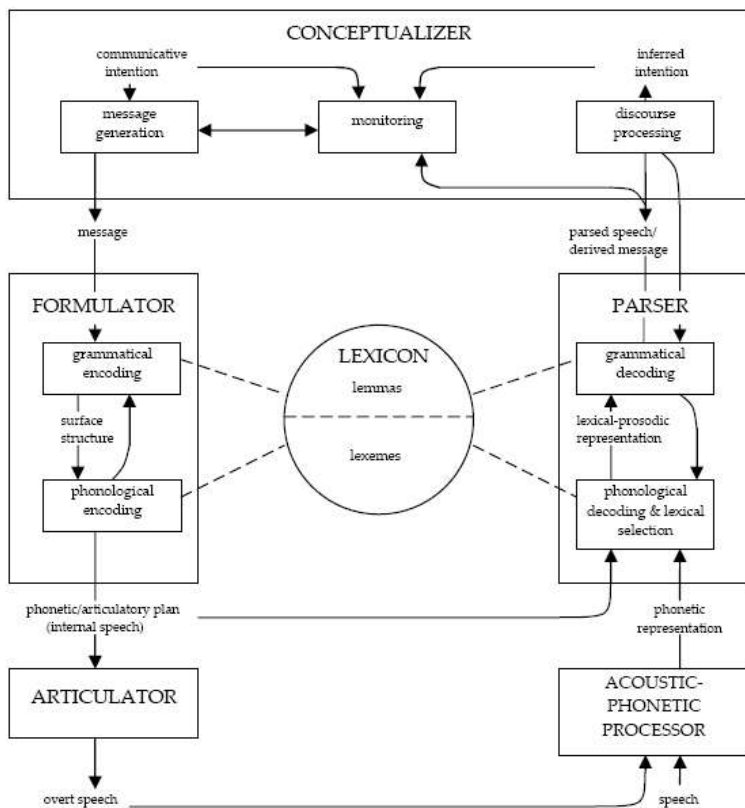 CONCEPTUALIZER
communicative
intention
inferred
intention
message
generation
monitoring
discourse
processing
message
parsed speech/
derived message
FORMULATOR
PARSER
LEXICON
grammatical
encoding
lemmas
grammatical
decoding
surface
structure
lexical-prosodic
representation
lexemes
phonological
encoding
phonological
decoding & lexical
selection
phonetic/articulatory plan
(internal speech)
phonetic
representation
ARTICULATOR
ACOUSTIC-
PHONETIC
PROCESSOR
overt speech
speech